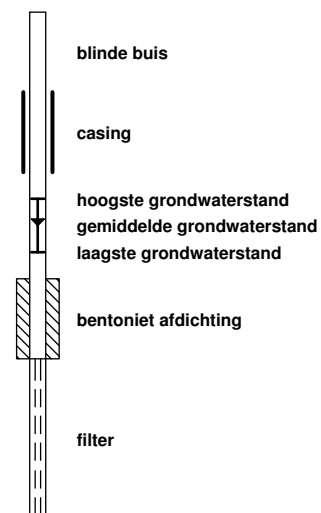 blinde buis
casing
hoogste grondwaterstand
gemiddelde grondwaterstand
laagste grondwaterstand
bentoniet afdichting
filter